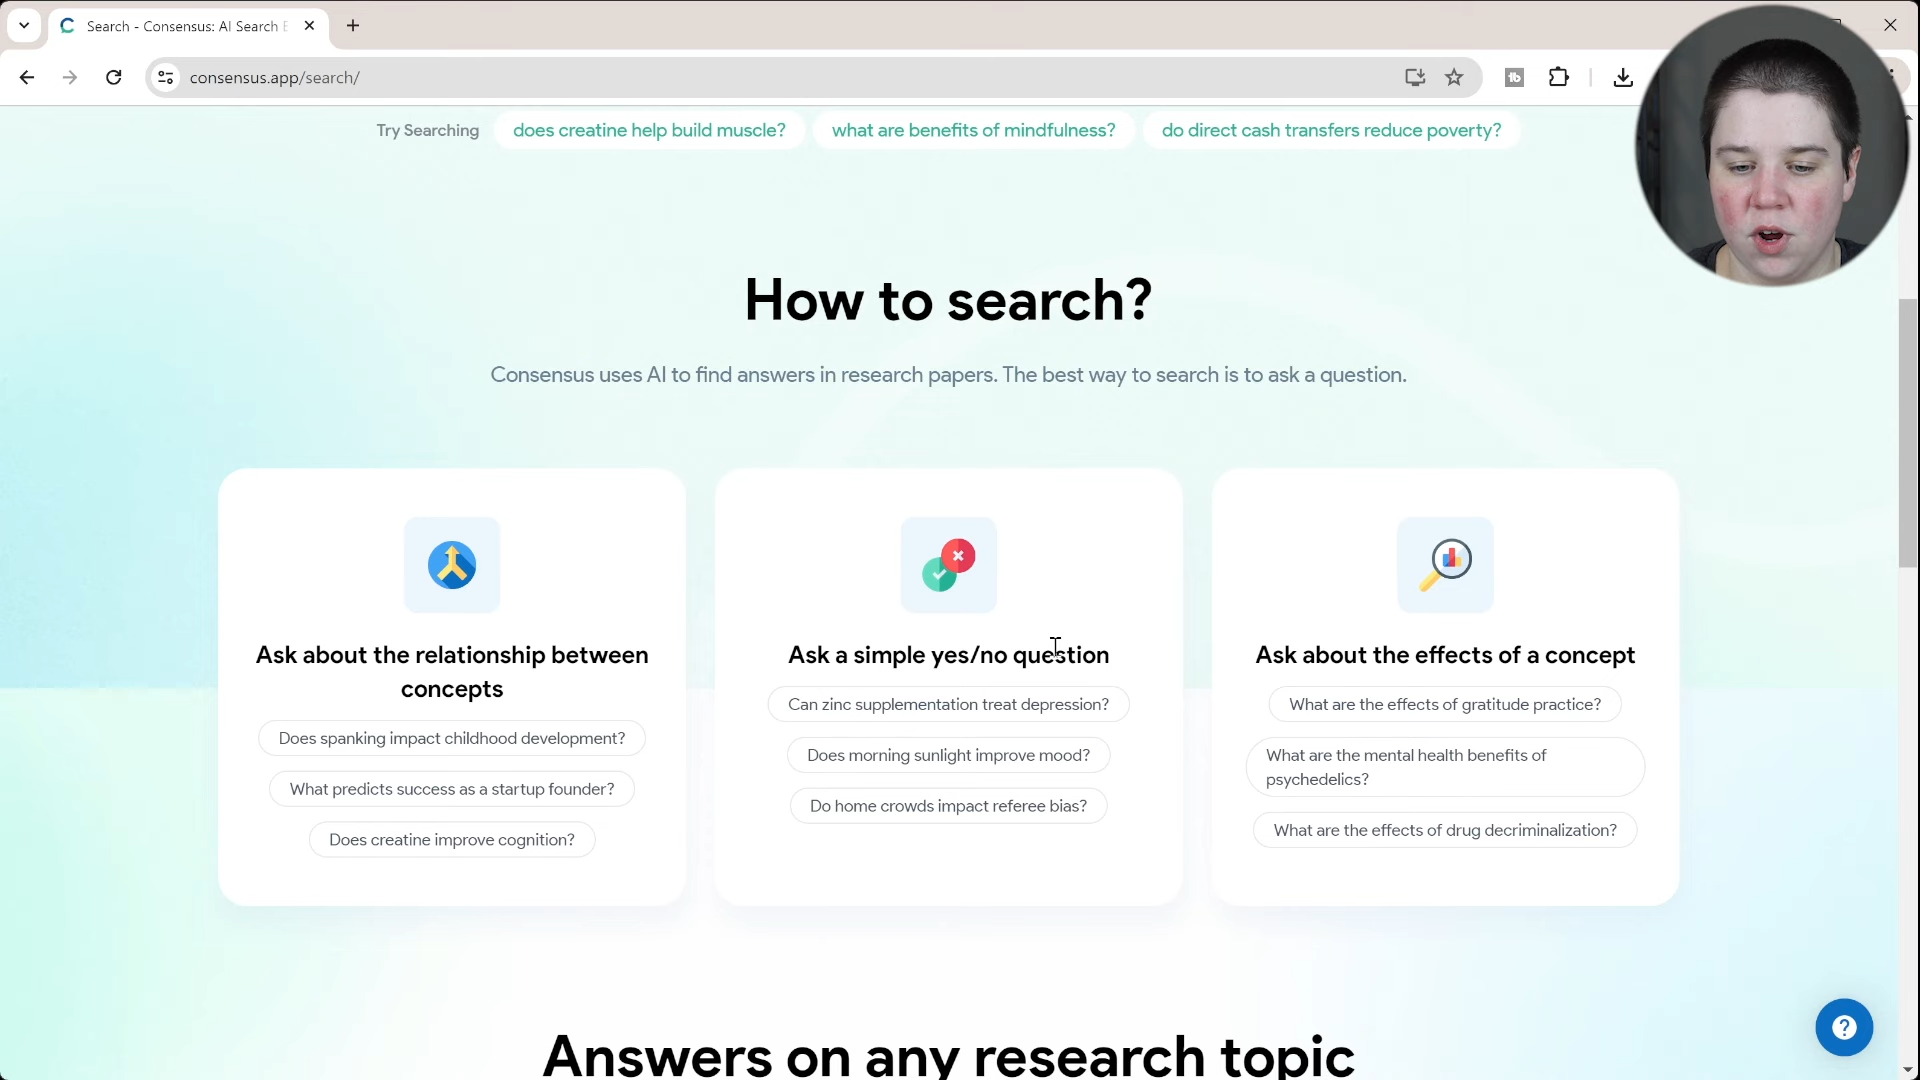 Search - Consensus: AI Search E
consensus.app/search/
Try Searching
does creatine help build muscle?
what are benefits of mindfulness?
do direct cash transfers reduce poverty?
How to search?
Consensus uses AI to find answers in research papers. The best way to search is to ask a question.
Ask about the relationship between
concepts
Does spanking impact childhood development?
What predicts success as a startup founder?
Does creatine improve cognition?
Ask a simple yes/no question
Can zinc supplementation treat depression?
Does morning sunlight improve mood?
Do home crowds impact referee bias?
Ask about the effects of a concept
What are the effects of gratitude practice?
What are the mental health benefits of
psychedelics?
What are the effects of drug decriminalization?
Answers on any research topic